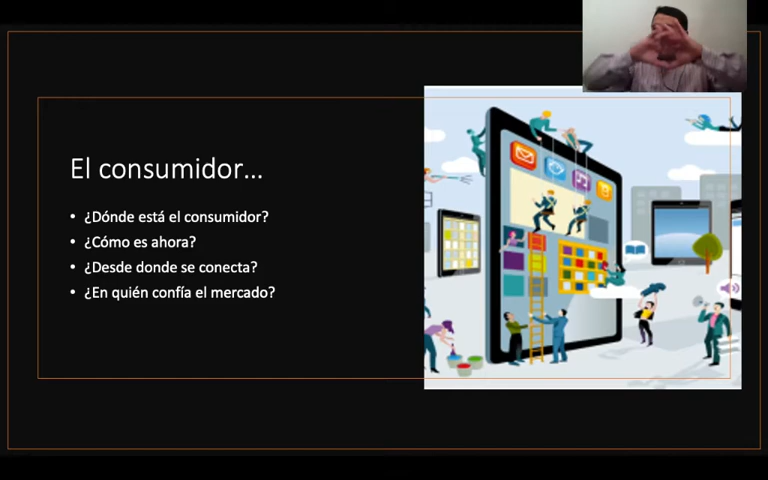 El consumidor...
• ¿Dónde está el consumidor?
• ¿Cómo es ahora?
• ¿Desde donde se conecta?
• ¿En quién confía el mercado?